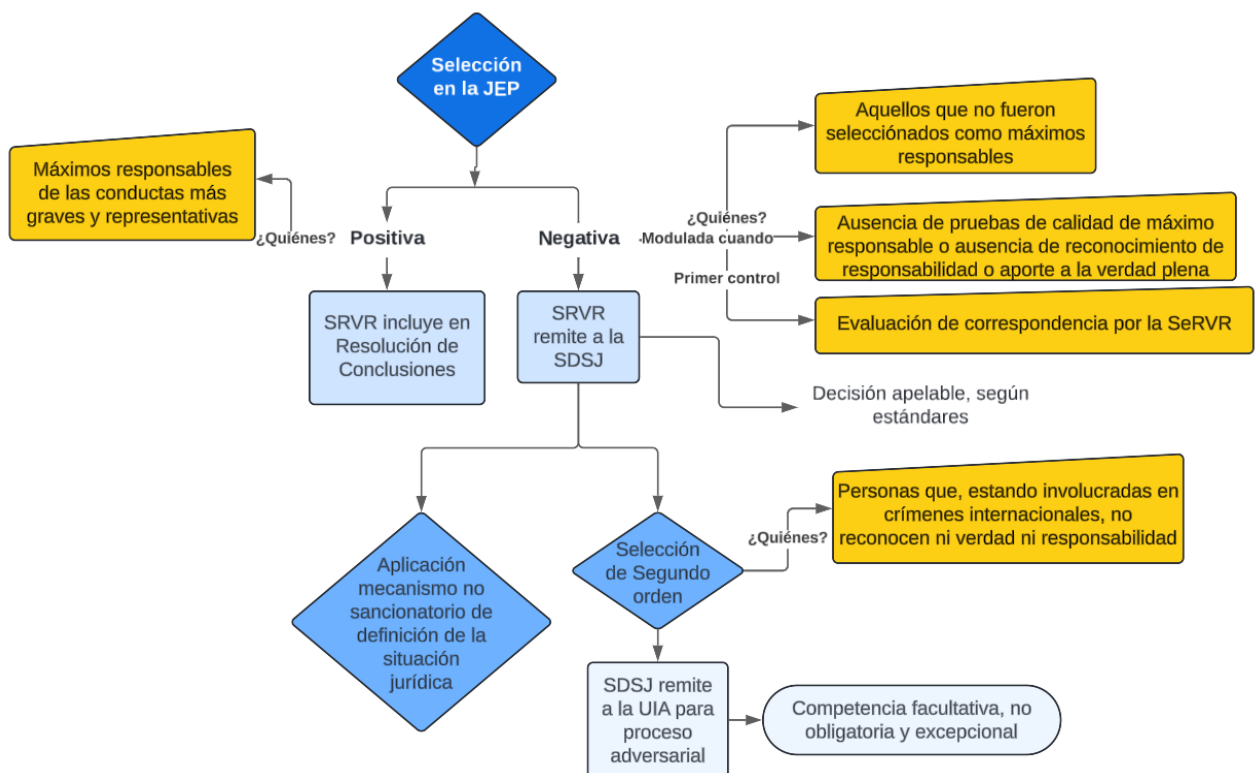 Selección
en la JEP
Aquellos que no fueron
selecciónados como máximos
responsables
Máximos responsables
de las conductas más
graves y representativas
¿Quiénes?
Positiva
Negativa
¿Quiénes?
-Modulada cuando
Primer control
Ausencia de pruebas de calidad de máximo
responsable o ausencia de reconocimiento de
responsabilidad o aporte a la verdad plena
Evaluación de correspondencia por la SeRVR
SRVR incluye en
Resolución de
Conclusiones
SRVR
remite a la
SDSJ
Decisión apelable, según
estándares
Aplicación
mecanismo no
sancionatorio de
definición de la
situación
jurídica
Selección
de Segundo
orden
¿Quiénes?
Personas que, estando involucradas en
crímenes internacionales, no
reconocen ni verdad ni responsabilidad
SDSJ remite
a la UIA para
proceso
adversarial
Competencia facultativa, no
obligatoria y excepcional